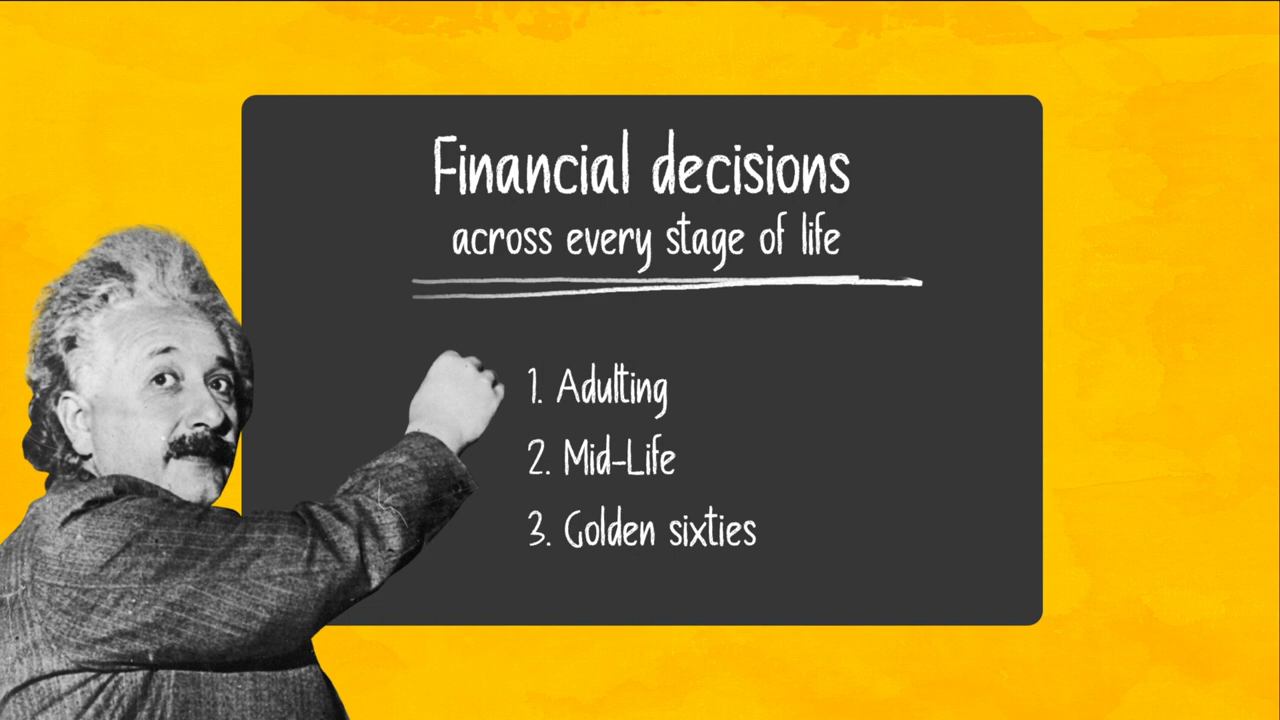 Financial decisions
across every stage of life
1. Adulting
2. Mid-Life
3. Golden sixties